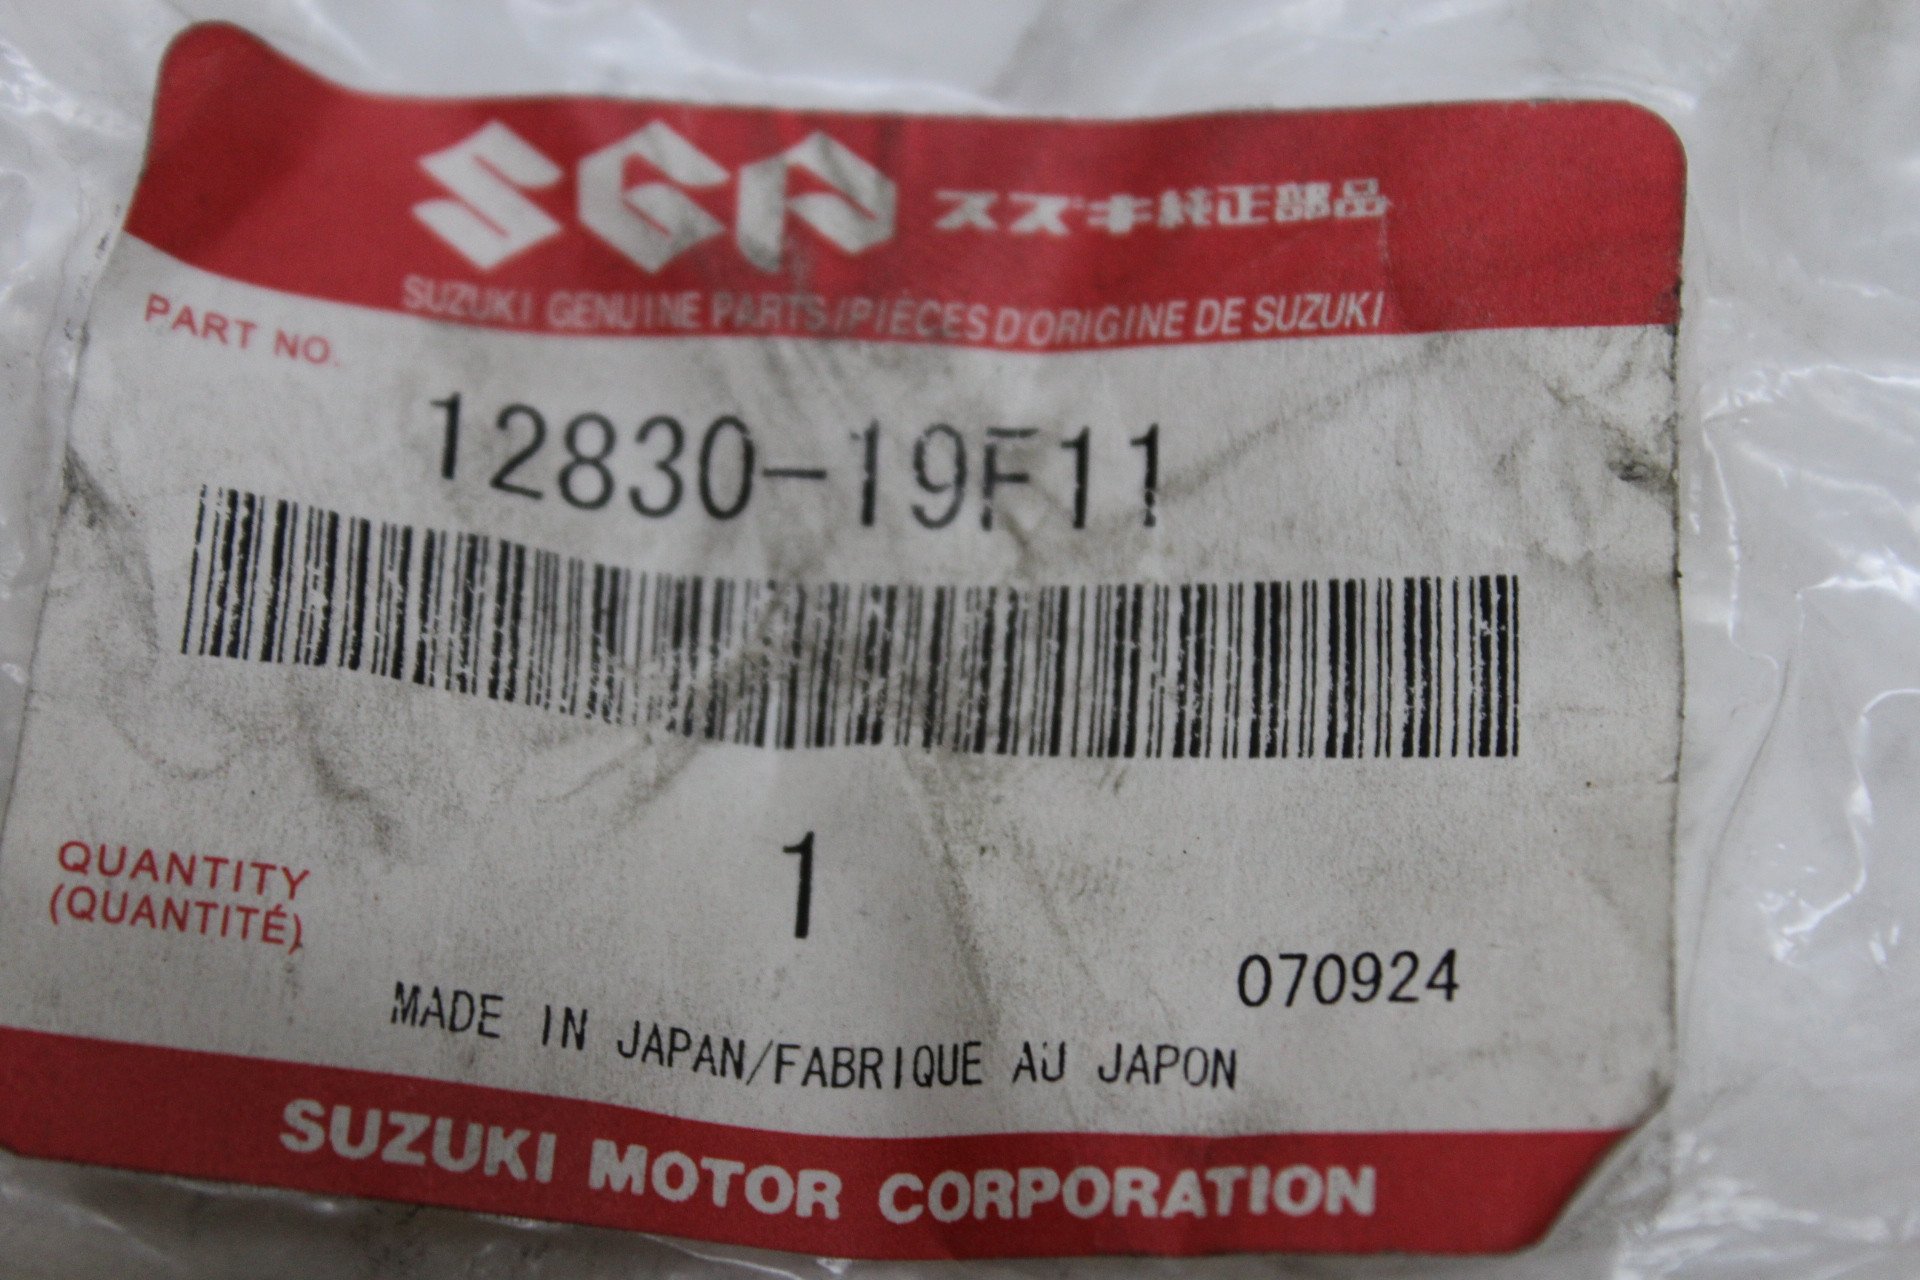 SGP スズキ純正部品
SUZUKI GENUINE PARTS/PIÈCES D'ORIGINE DE SUZUKI
PART NO.
12830-19F11
QUANTITY
(QUANTITÉ)
1
070924
MADE IN JAPAN/FABRIQUE AU JAPON
SUZUKI MOTOR CORPORATION